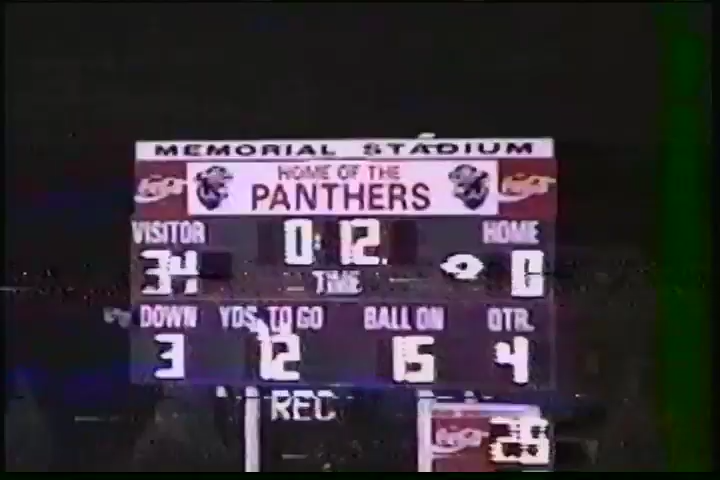 MEMORIAL STADIUM
HOME OF THE
PANTHERS
VISITOR 0:12 HOME
34 TIME 0
DOWN YDS. TO GO BALL ON QTR.
3 12 15 4
REC
25